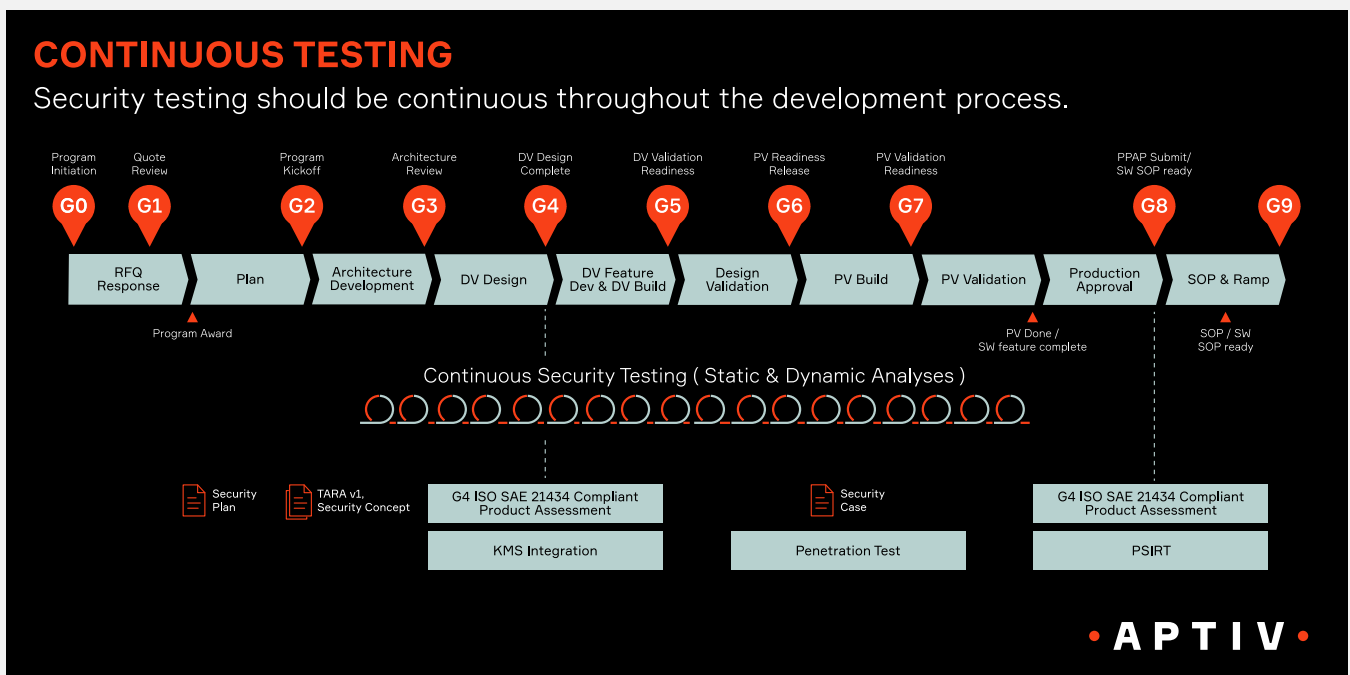 CONTINUOUS TESTING
Security testing should be continuous throughout the development process.
Program
Initiation
Quote
Review
Program
Kickoff
Architecture
Review
DV Design
Complete
DV Validation
Readiness
PV Readiness
Release
PV Validation
Readiness
PPAP Submit/
SW SOP ready
G0
G1
G2
G3
G4
G5
G6
G7
G8
G9
RFQ
Response
Plan
Architecture
Development
DV Design
DV Feature
Dev & DV Build
Design
Validation
PV Build
PV Validation
Production
Approval
SOP & Ramp
Program Award
PV Done /
SW feature complete
SOP / SW
SOP ready
Continuous Security Testing ( Static & Dynamic Analyses )
Security
Plan
TARA v1,
Security Concept
G4 ISO SAE 21434 Compliant
Product Assessment
KMS Integration
Security
Case
Penetration Test
G4 ISO SAE 21434 Compliant
Product Assessment
PSIRT
• APTIV •